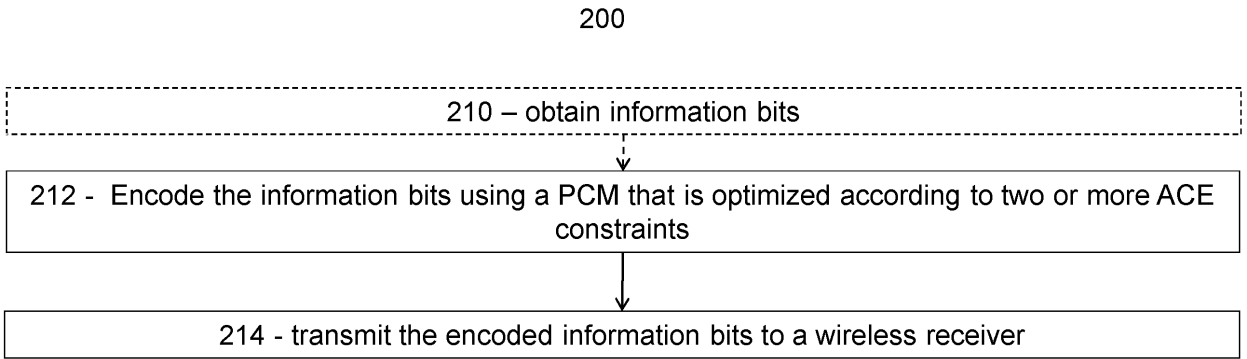 200
210 – obtain information bits
212 - Encode the information bits using a PCM that is optimized according to two or more ACE
constraints
214 - transmit the encoded information bits to a wireless receiver